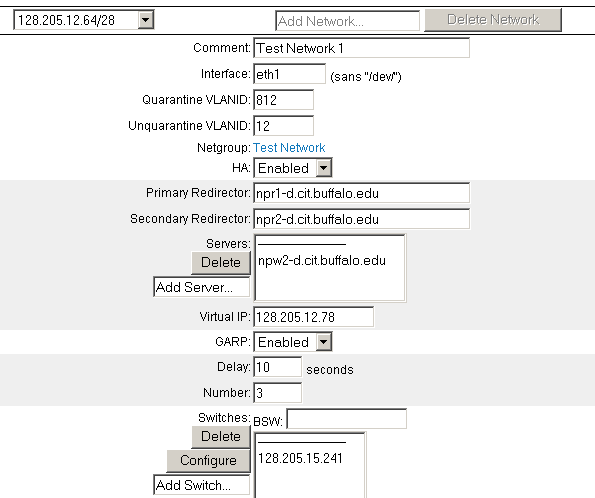 128.205.12.64/28 Add Network... Delete Network
Comment: Test Network 1
Interface: eth1 (sans "/dev/")
Quarantine VLANID: 812
Unquarantine VLANID: 12
Netgroup: Test Network
HA: Enabled
Primary Redirector: npr1-d.cit.buffalo.edu
Secondary Redirector: npr2-d.cit.buffalo.edu
Servers:
Delete npw2-d.cit.buffalo.edu
Add Server...
Virtual IP: 128.205.12.78
GARP: Enabled
Delay: 10 seconds
Number: 3
Switches: BSW:
Delete
Configure 128.205.15.241
Add Switch...